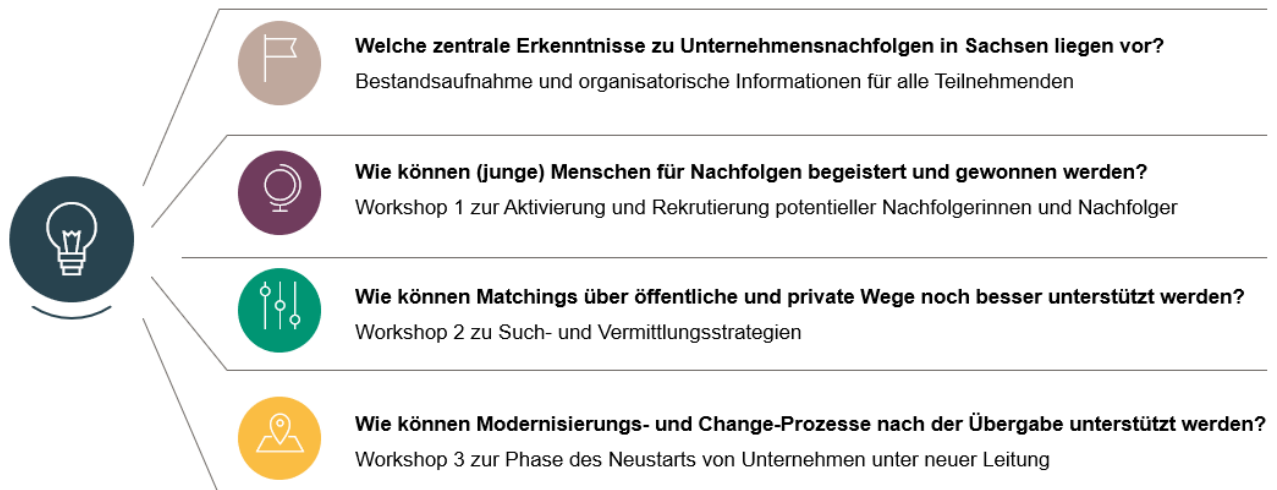 Welche zentrale Erkenntnisse zu Unternehmensnachfolgen in Sachsen liegen vor?
Bestandsaufnahme und organisatorische Informationen für alle Teilnehmenden
Wie können (junge) Menschen für Nachfolgen begeistert und gewonnen werden?
Workshop 1 zur Aktivierung und Rekrutierung potentieller Nachfolgerinnen und Nachfolger
Wie können Matchings über öffentliche und private Wege noch besser unterstützt werden?
Workshop 2 zu Such- und Vermittlungsstrategien
Wie können Modernisierungs- und Change-Prozesse nach der Übergabe unterstützt werden?
Workshop 3 zur Phase des Neustarts von Unternehmen unter neuer Leitung